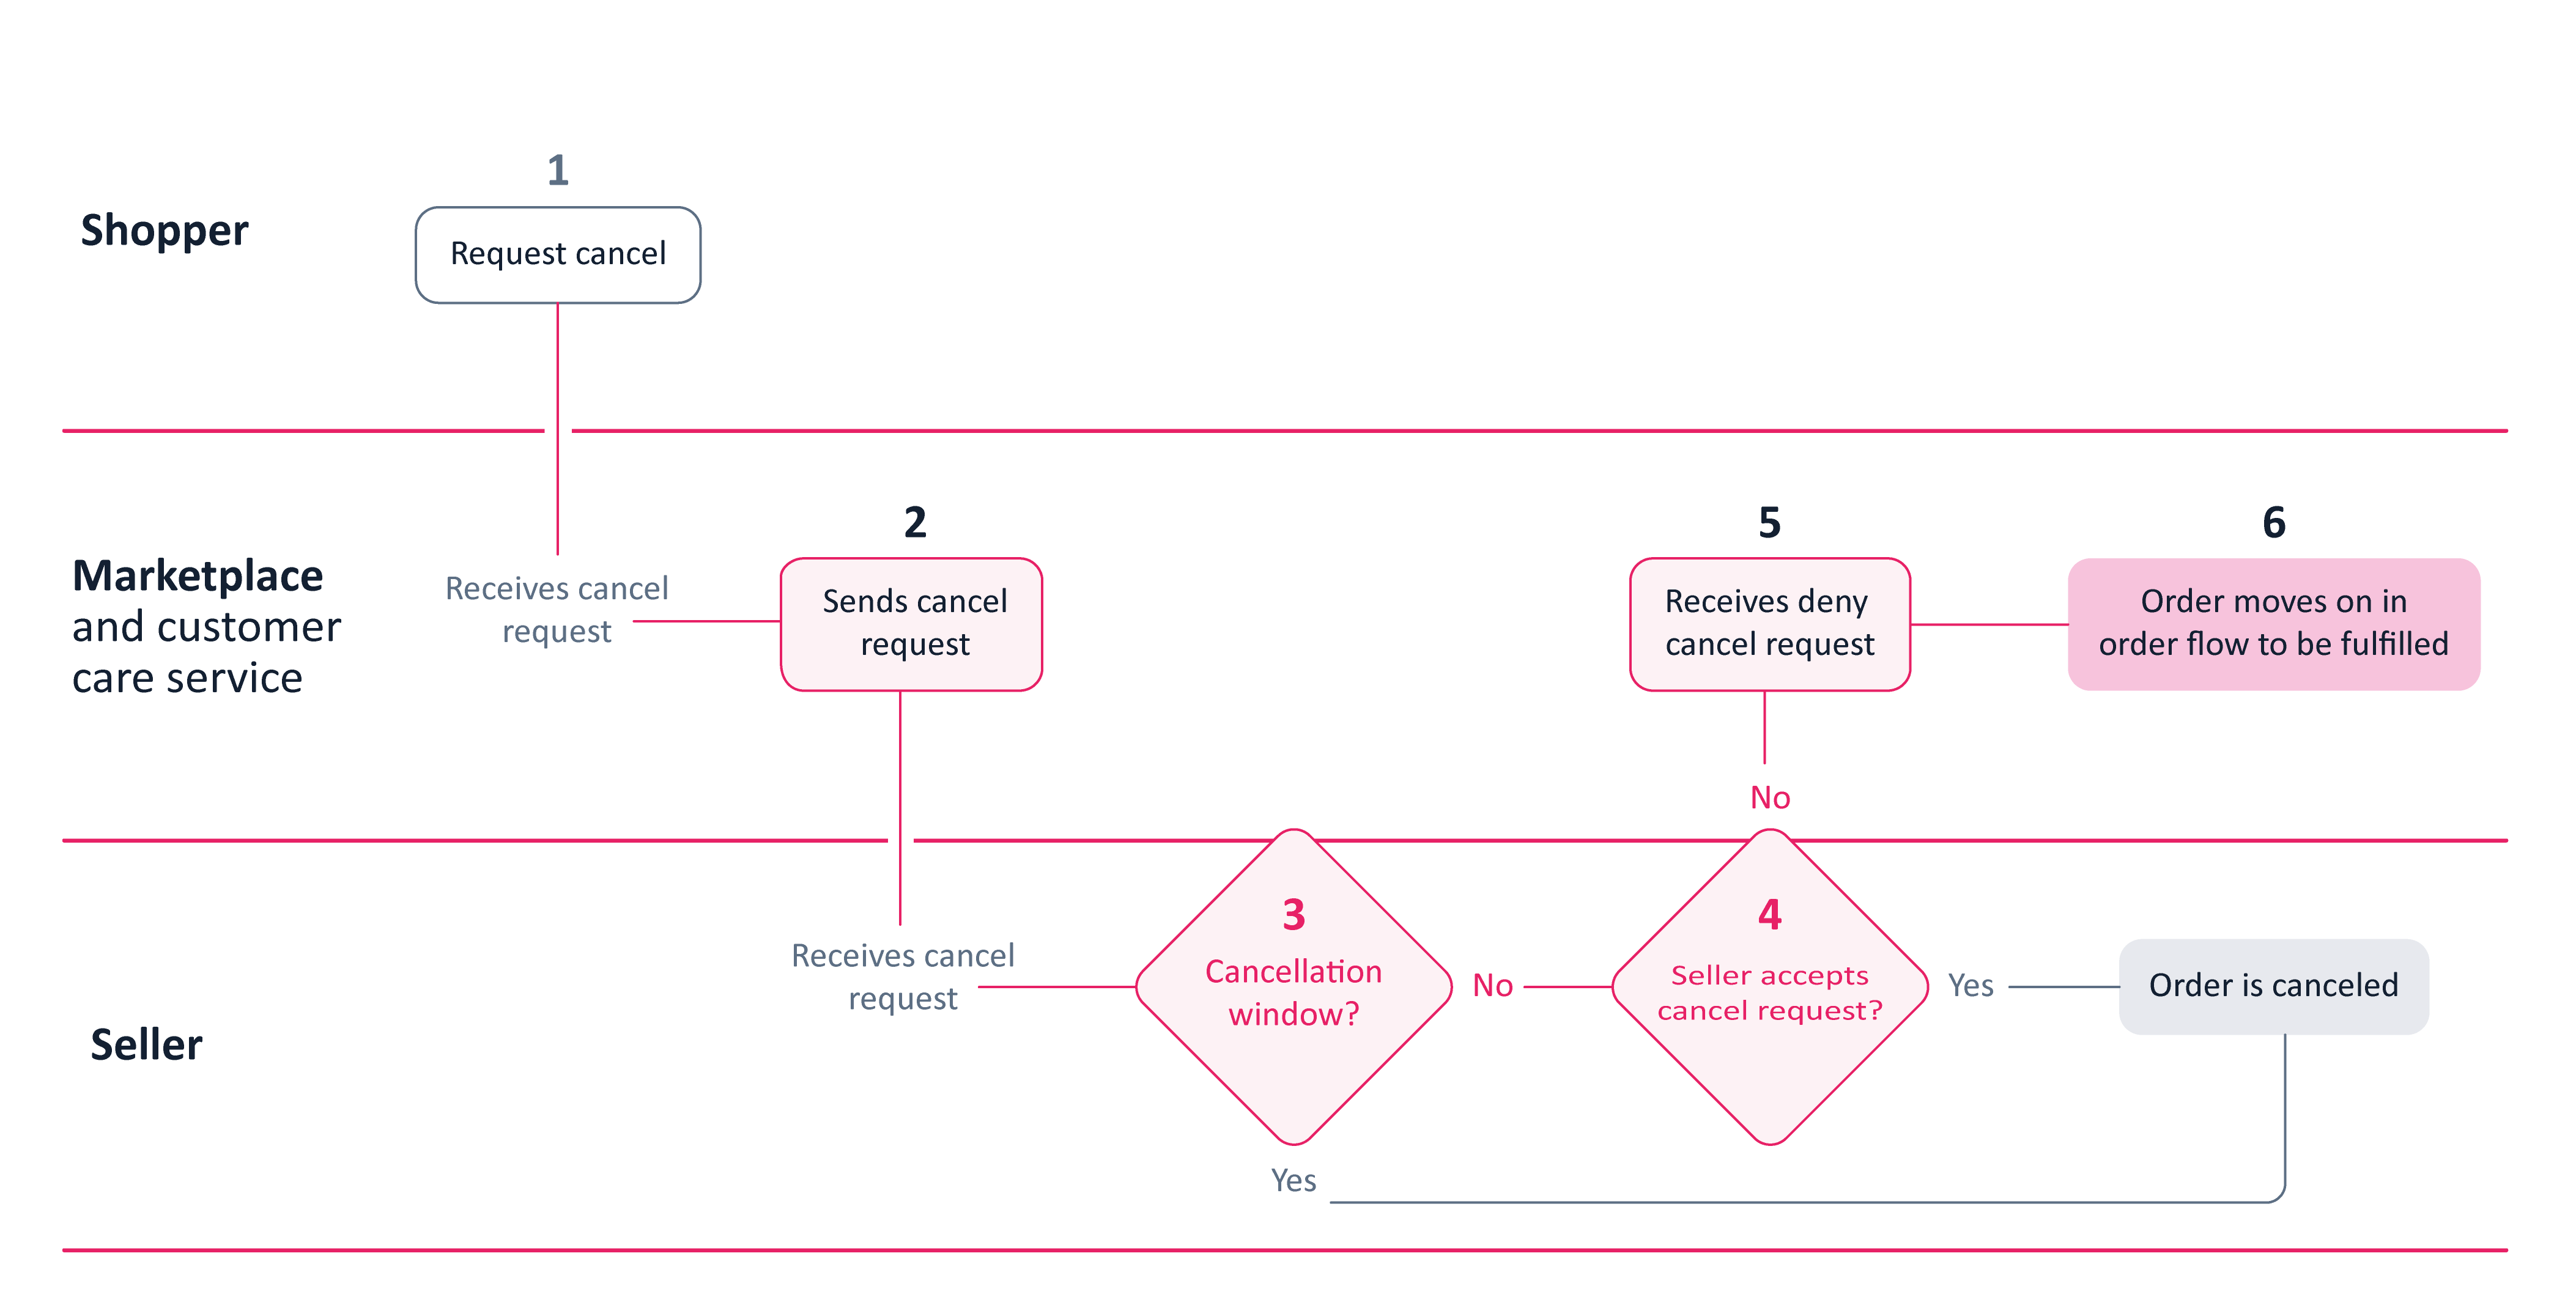 1
Shopper
Request cancel
2
5
6
Marketplace
and customer
care service
Receives cancel
request
Sends cancel
request
Receives deny
cancel request
Order moves on in
order flow to be fulfilled
No
3
Cancellation
window?
4
Seller accepts
cancel request?
Receives cancel
request
No
Yes
Order is canceled
Seller
Yes